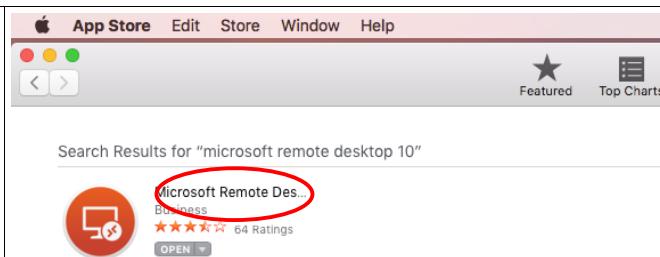 App Store Edit Store Window Help
Featured Top Charts
Search Results for “microsoft remote desktop 10”
Microsoft Remote Des...
Business
64 Ratings
OPEN